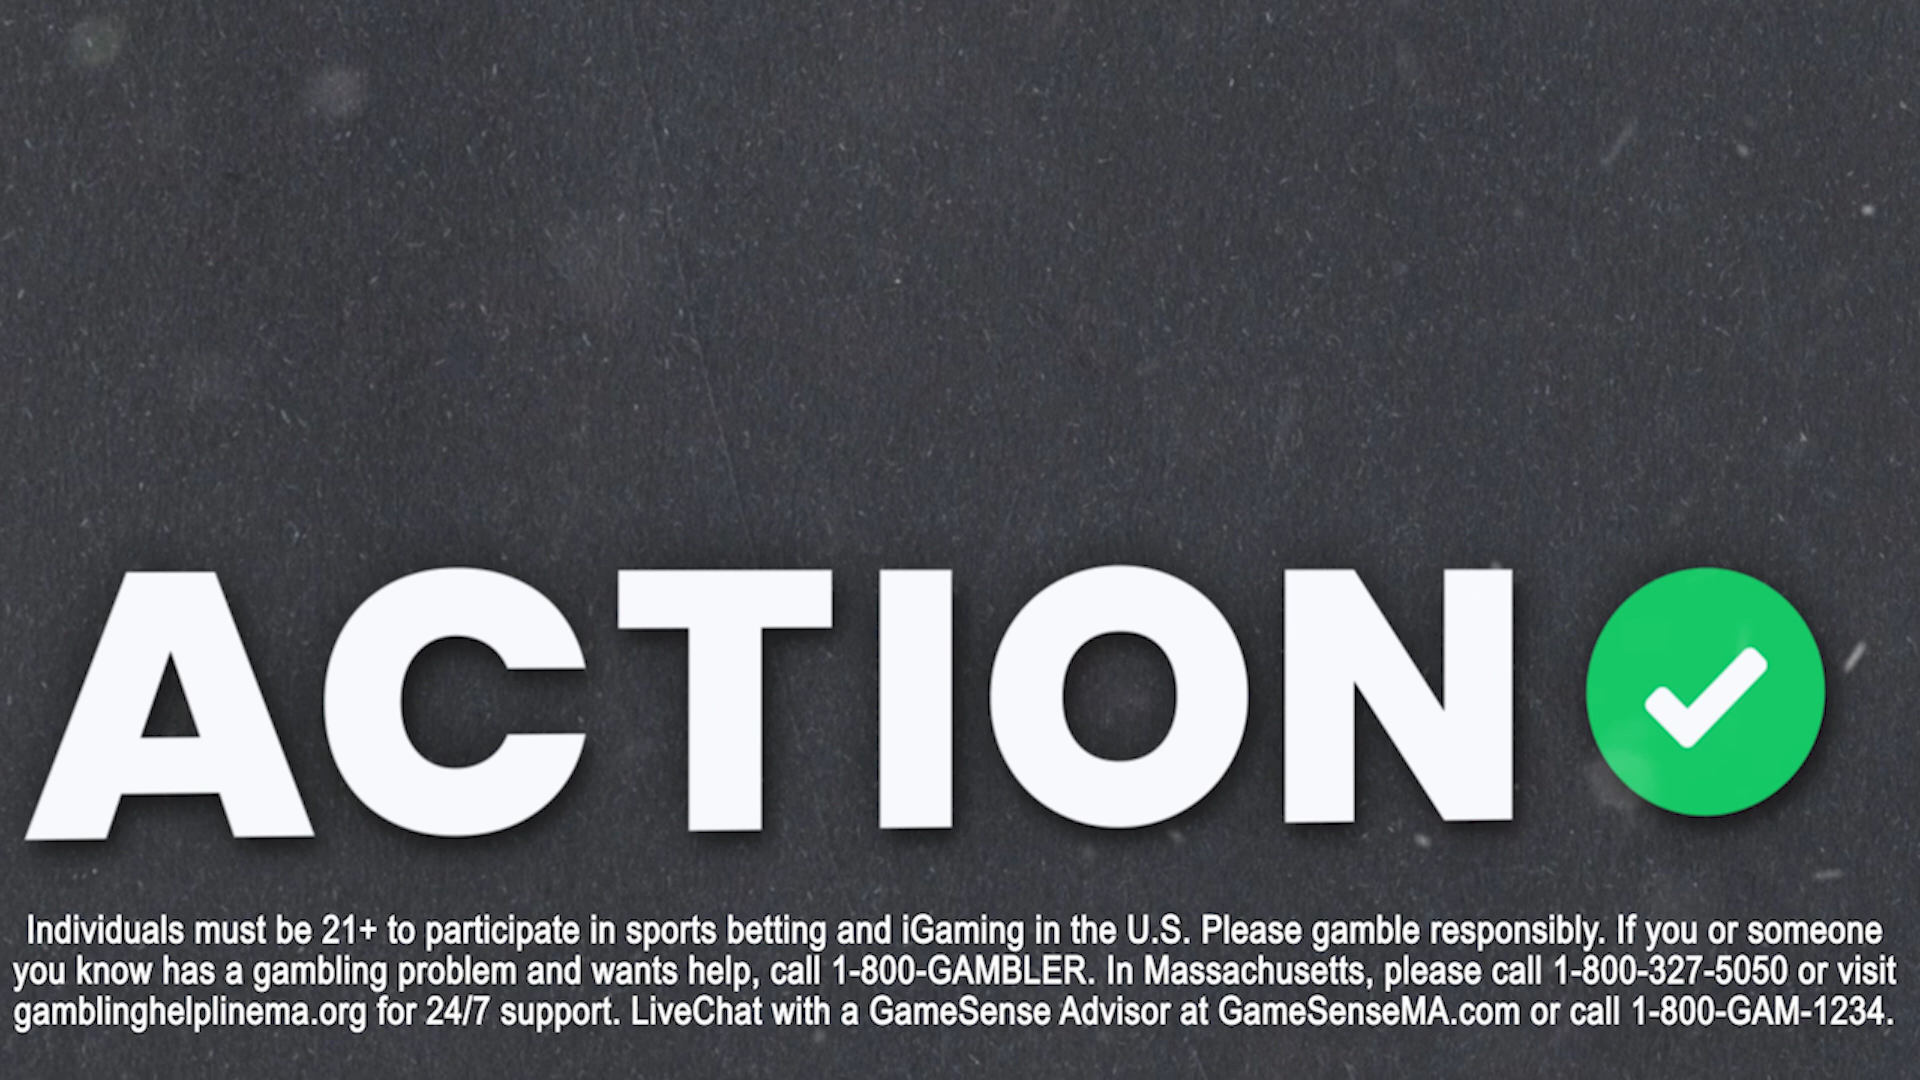 ACTION
Individuals must be 21+ to participate in sports betting and iGaming in the U.S. Please gamble responsibly. If you or someone
you know has a gambling problem and wants help, call 1-800-GAMBLER. In Massachusetts, please call 1-800-327-5050 or visit
gamblinghelplinema.org for 24/7 support. LiveChat with a GameSense Advisor at GameSenseMA.com or call 1-800-GAM-1234.